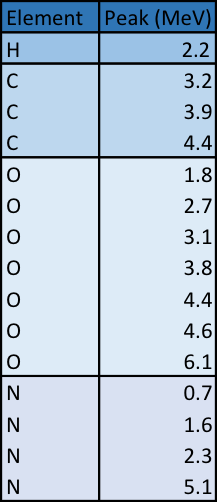 Element Peak (MeV)
H 2.2
C 3.2
C 3.9
C 4.4
O 1.8
O 2.7
O 3.1
O 3.8
O 4.4
O 4.6
O 6.1
N 0.7
N 1.6
N 2.3
N 5.1